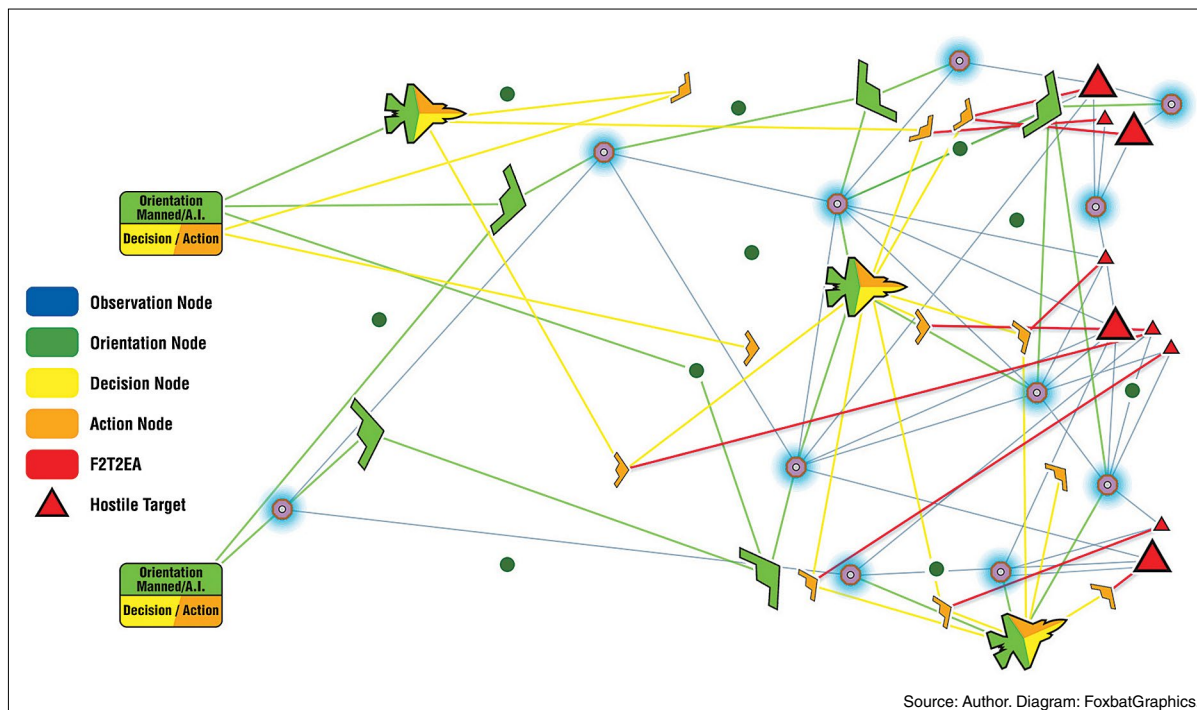 Orientation
Manned/A.I.
Decision / Action
Observation Node
Orientation Node
Decision Node
Action Node
F2T2EA
Hostile Target
Orientation
Manned/A.I.
Decision / Action
Source: Author. Diagram: FoxbatGraphics